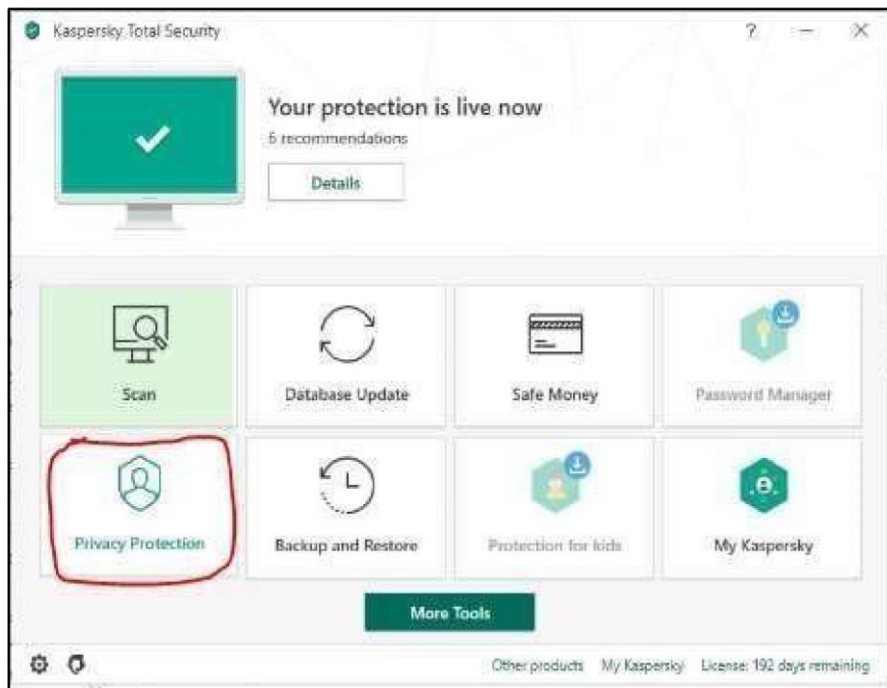 Kaspersky Total Security ?
Your protection is live now
6 recommendations
Details
Scan
Database Update
Safe Money
Password Manager
Privacy Protection
Backup and Restore
Protection for kids
My Kaspersky
More Tools
Other products My Kaspersky License: 192 days remaining